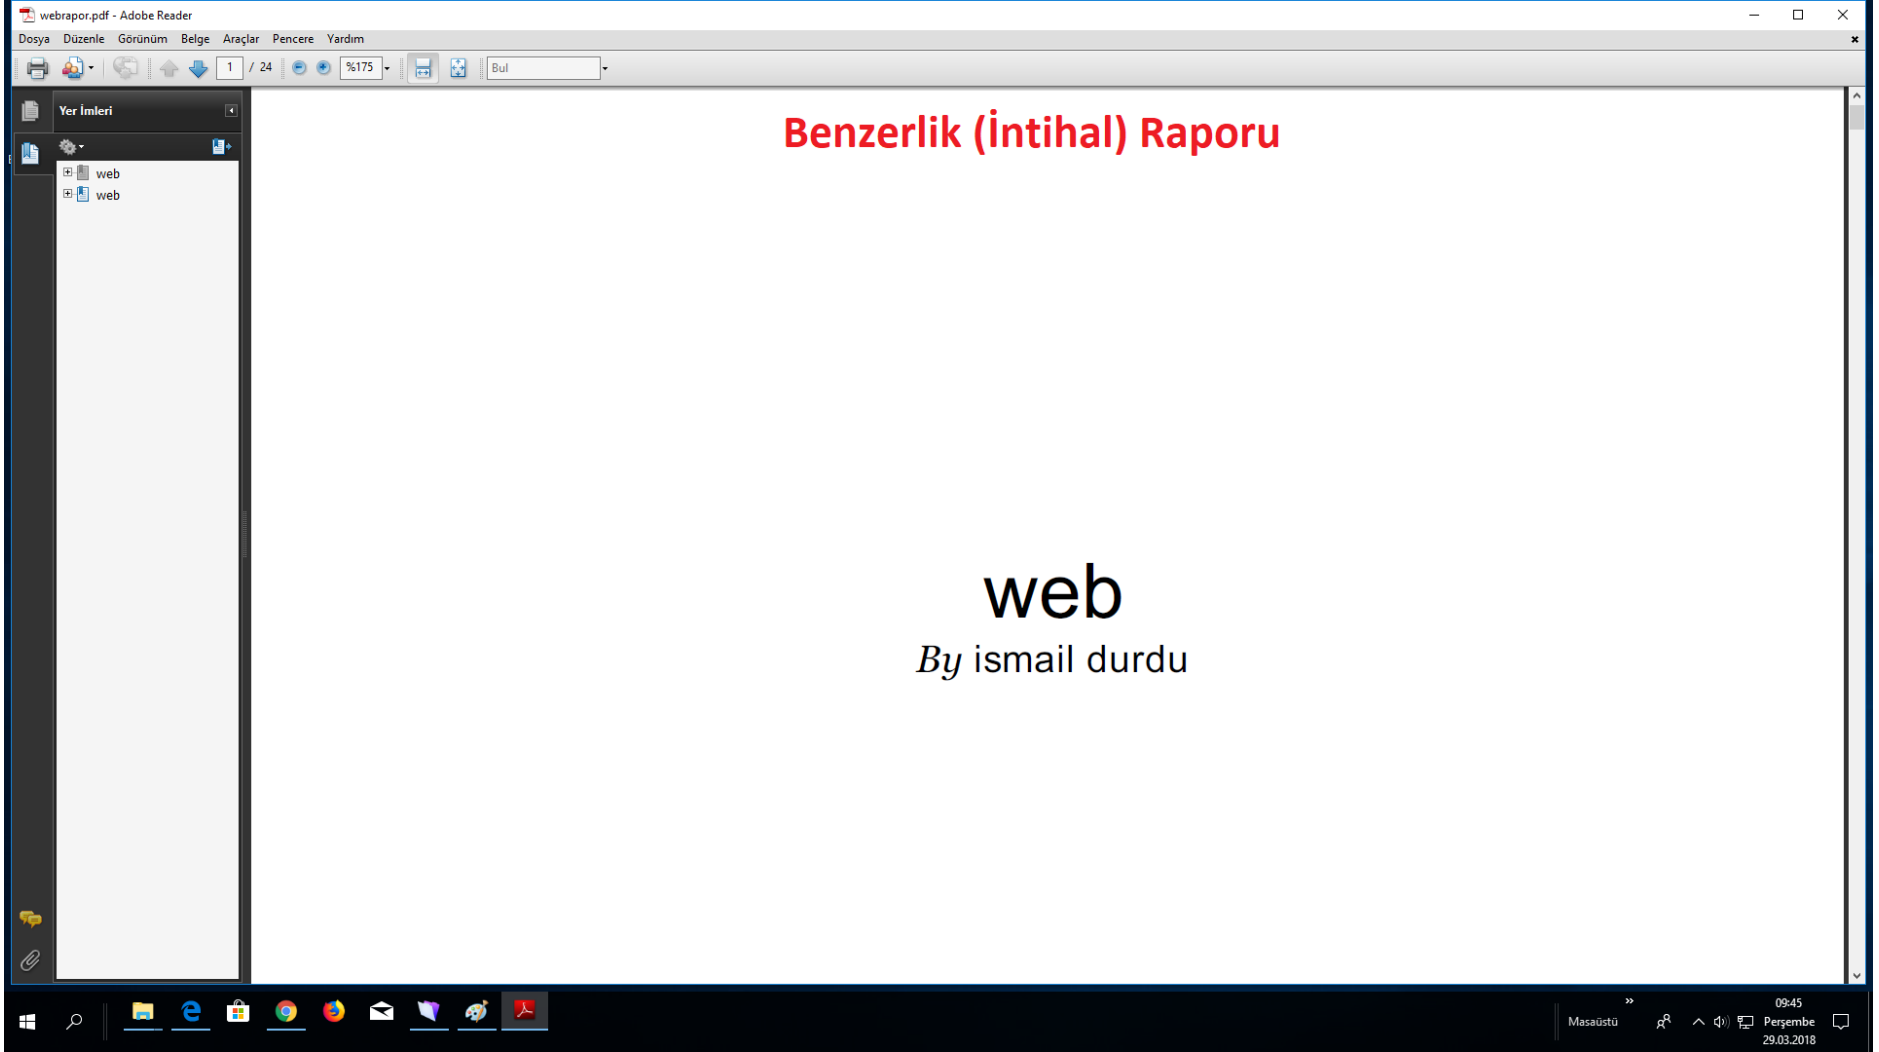 webrapor.pdf - Adobe Reader
Dosya Düzenle Görünüm Belge Araçlar Pencere Yardım
1 / 24 %175 Bul
Yer İmleri
web
web
Benzerlik (İntihal) Raporu
web
By ismail durdu
Masaüstü
09:45
Perşembe
29.03.2018